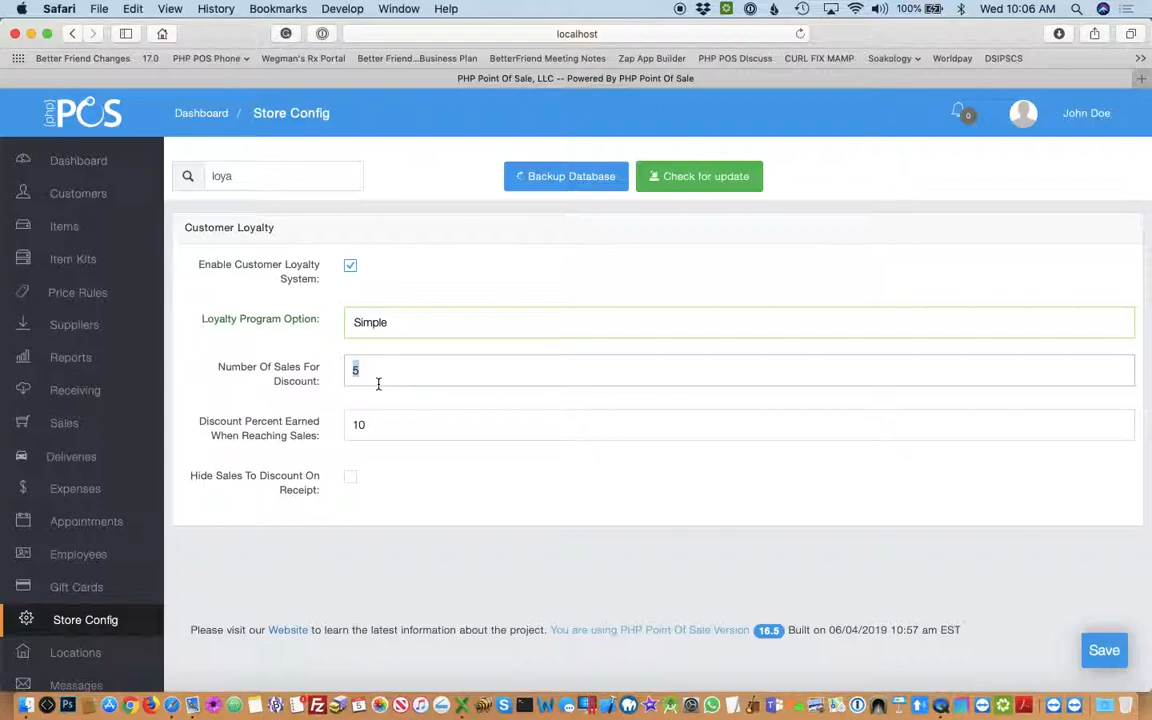 Safari File Edit View History Bookmarks Develop Window Help 100% Wed 10:06 AM
localhost
Better Friend Changes 17.0 PHP POS Phone Wegman's Rx Portal Better Friend...Business Plan BetterFriend Meeting Notes Zap App Builder PHP POS Discuss CURL FIX MAMP Soakology Worldpay DSIPSCS >>
PHP Point Of Sale, LLC -- Powered By PHP Point Of Sale
(php) POS Dashboard / Store Config 0 John Doe
loya Backup Database Check for update
Dashboard
Customers
Items
Item Kits
Price Rules
Suppliers
Reports
Receiving
Sales
Deliveries
Expenses
Appointments
Employees
Gift Cards
Store Config
Locations
Messages
Customer Loyalty
Enable Customer Loyalty
System:
Loyalty Program Option: Simple
Number Of Sales For
Discount: 5
Discount Percent Earned
When Reaching Sales: 10
Hide Sales To Discount On
Receipt:
Please visit our Website to learn the latest information about the project. You are using PHP Point Of Sale Version 16.5 Built on 06/04/2019 10:57 am EST
Save